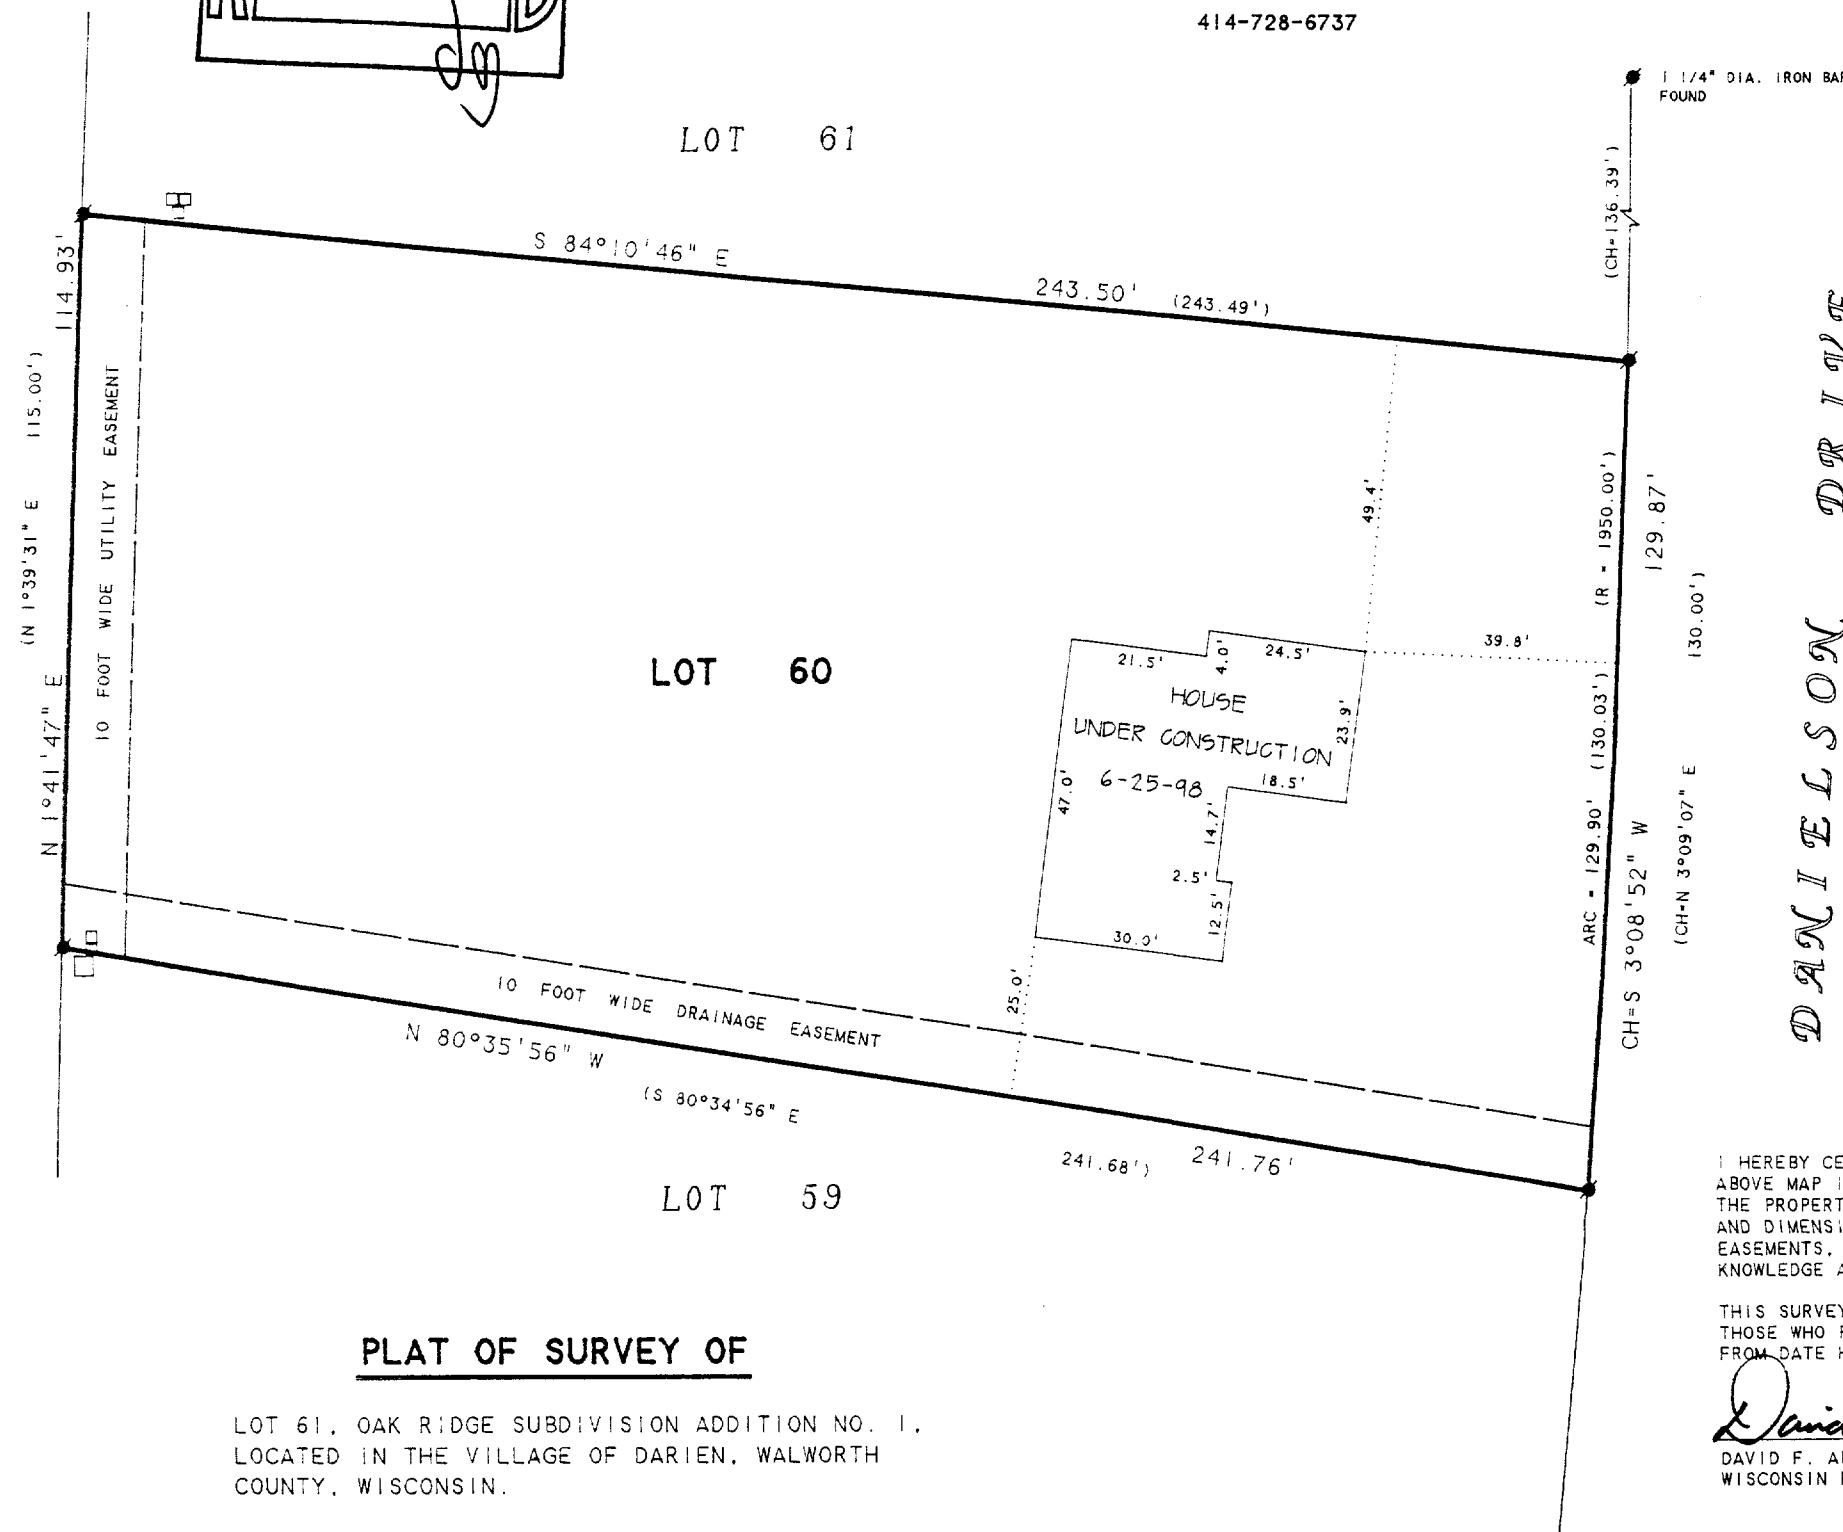 414-728-6737
1 1/4" DIA. IRON BAR
FOUND
LOT 61
(CH=136.39')
S 84°10'46" E
243.50' (243.49')
114.93'
(N 1°39'31" E 115.00')
N 1°41'47" E
10 FOOT WIDE UTILITY EASEMENT
49.4'
(R = 1950.00')
129.87'
39.8'
130.00')
LOT 60
21.5'
4.0'
24.5'
HOUSE
UNDER CONSTRUCTION
6-25-98
23.9'
47.0'
18.5'
14.7'
2.5'
12.5'
30.0'
25.0'
ARC = 129.90' (130.03')
CH=S 3°08'52" W
(CH=N 3°09'07" E
DANIELSON DRIVE
10 FOOT WIDE DRAINAGE EASEMENT
N 80°35'56" W
(S 80°34'56" E
241.68') 241.76'
LOT 59
I HEREBY CE
ABOVE MAP I
THE PROPERT
AND DIMENSI
EASEMENTS,
KNOWLEDGE A
THIS SURVEY
THOSE WHO P
FROM DATE H
David
DAVID F. A
WISCONSIN
PLAT OF SURVEY OF
LOT 61, OAK RIDGE SUBDIVISION ADDITION NO. 1,
LOCATED IN THE VILLAGE OF DARIEN, WALWORTH
COUNTY, WISCONSIN.